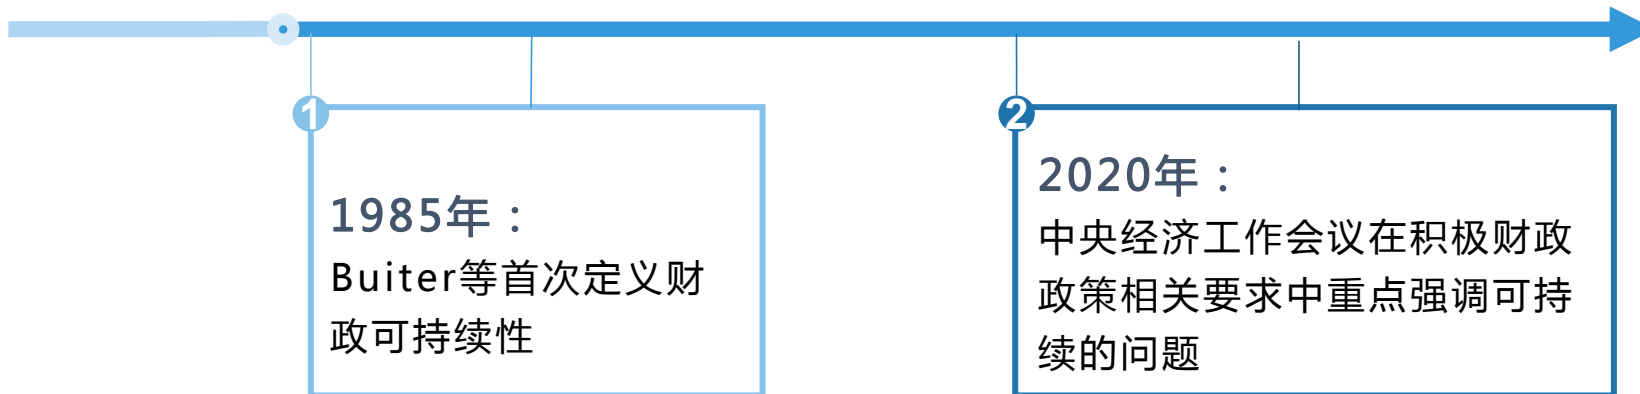 1
1985年：
Buiter等首次定义财
政可持续性
2
2020年：
中央经济工作会议在积极财政
政策相关要求中重点强调可持
续的问题